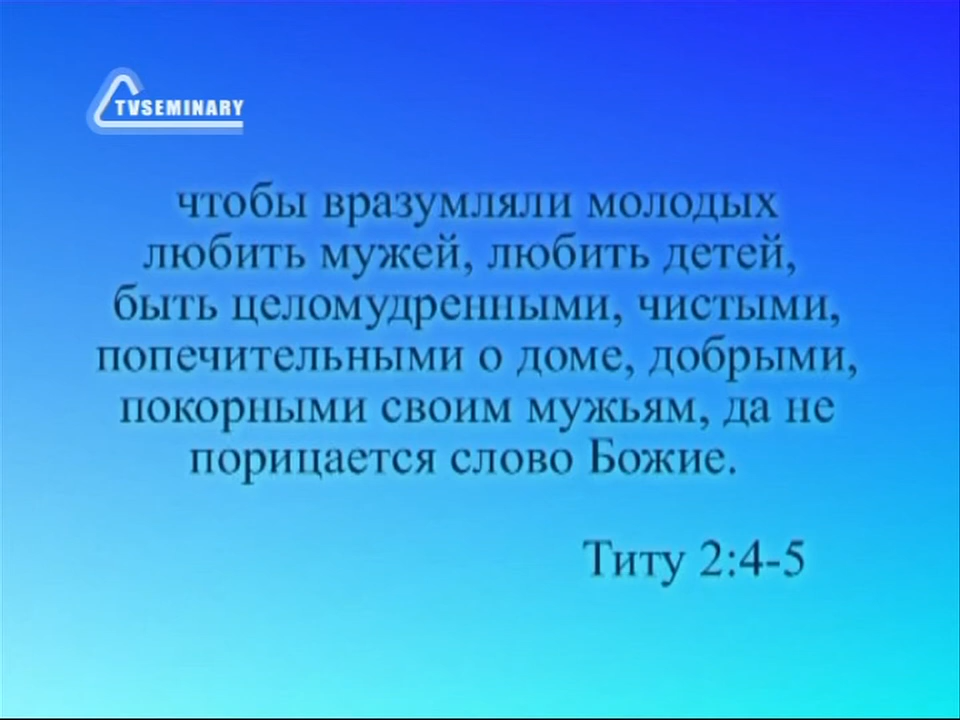 TVSEMINARY
чтобы вразумляли молодых
любить мужей, любить детей,
быть целомудренными, чистыми,
попечительными о доме, добрыми,
покорными своим мужьям, да не
порицается слово Божие.
Титу 2:4-5